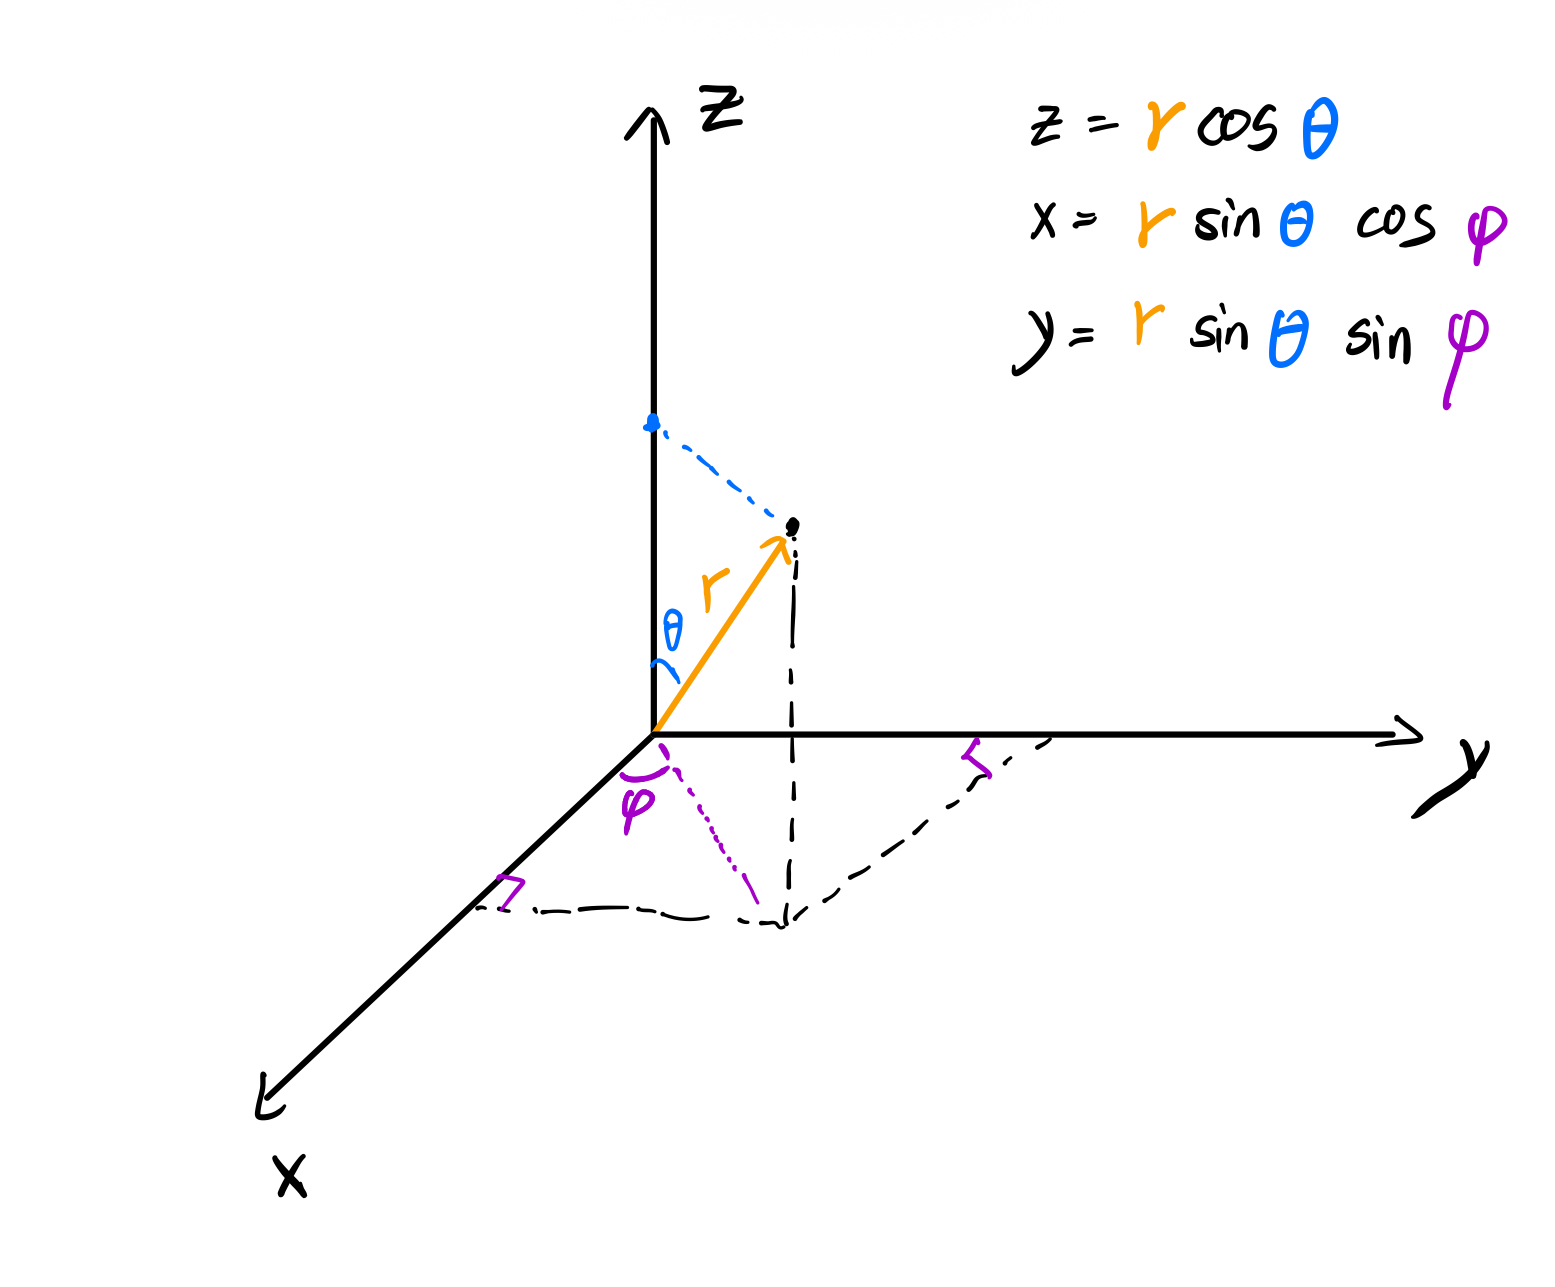 z
z = r cos θ
x = r sin θ cos φ
y = r sin θ sin φ
r
θ
y
φ
x